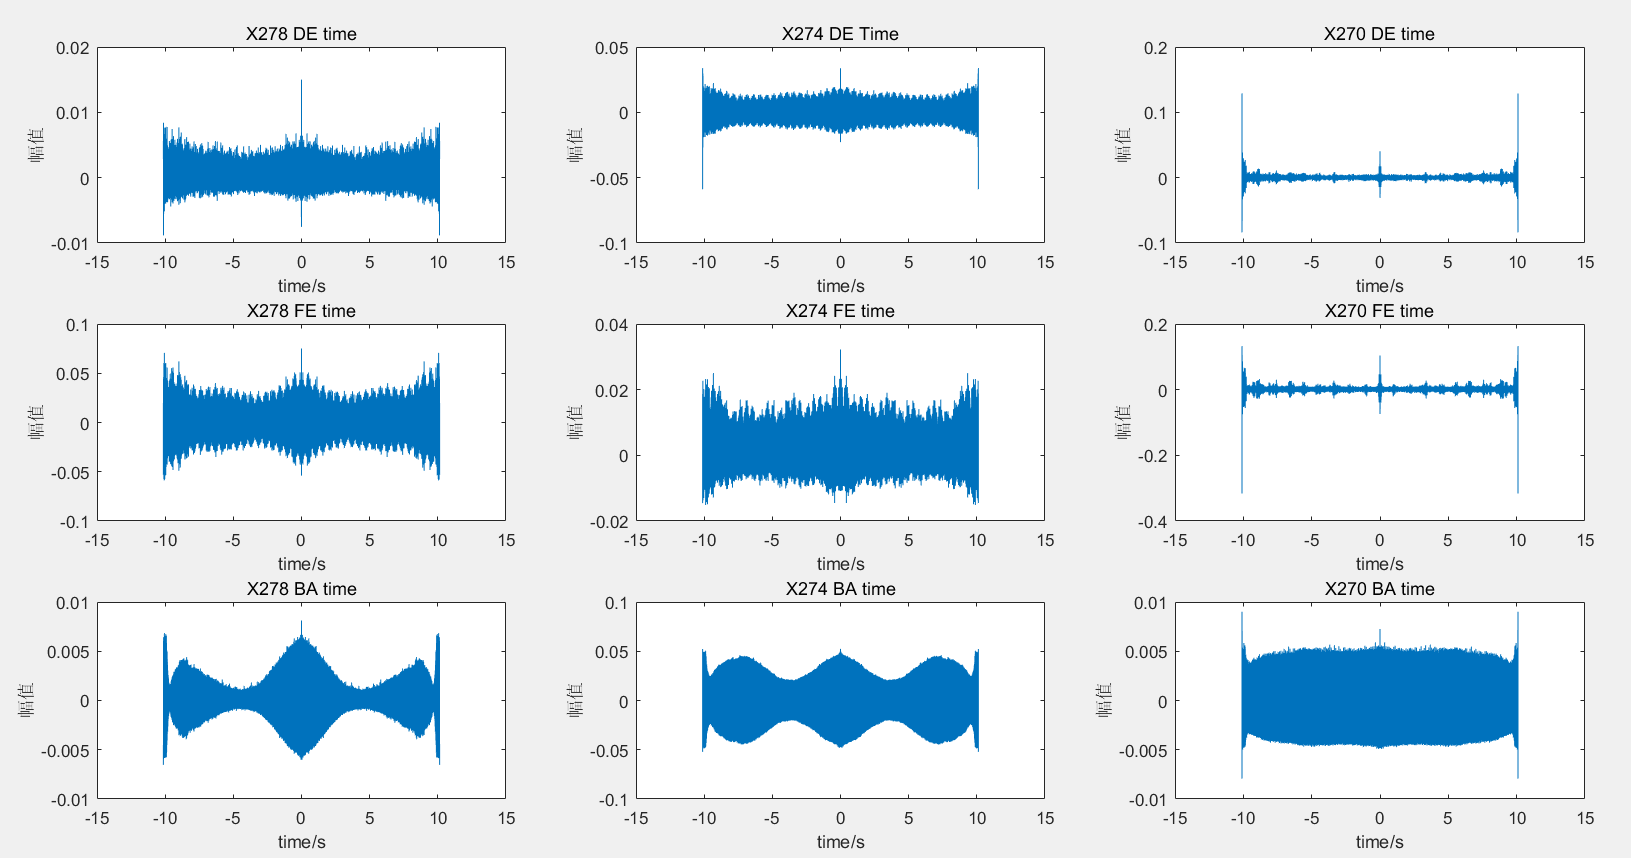 X278 DE time
0.02
0.01
0
-0.01
幅值
-15 -10 -5 0 5 10 15
time/s
X274 DE Time
0.05
0
-0.05
-0.1
幅值
-15 -10 -5 0 5 10 15
time/s
X270 DE time
0.2
0.1
0
-0.1
幅值
-15 -10 -5 0 5 10 15
time/s
X278 FE time
0.1
0.05
0
-0.05
-0.1
幅值
-15 -10 -5 0 5 10 15
time/s
X274 FE time
0.04
0.02
0
-0.02
幅值
-15 -10 -5 0 5 10 15
time/s
X270 FE time
0.2
0
-0.2
-0.4
幅值
-15 -10 -5 0 5 10 15
time/s
X278 BA time
0.01
0.005
0
-0.005
-0.01
幅值
-15 -10 -5 0 5 10 15
time/s
X274 BA time
0.1
0.05
0
-0.05
-0.1
幅值
-15 -10 -5 0 5 10 15
time/s
X270 BA time
0.01
0.005
0
-0.005
-0.01
幅值
-15 -10 -5 0 5 10 15
time/s